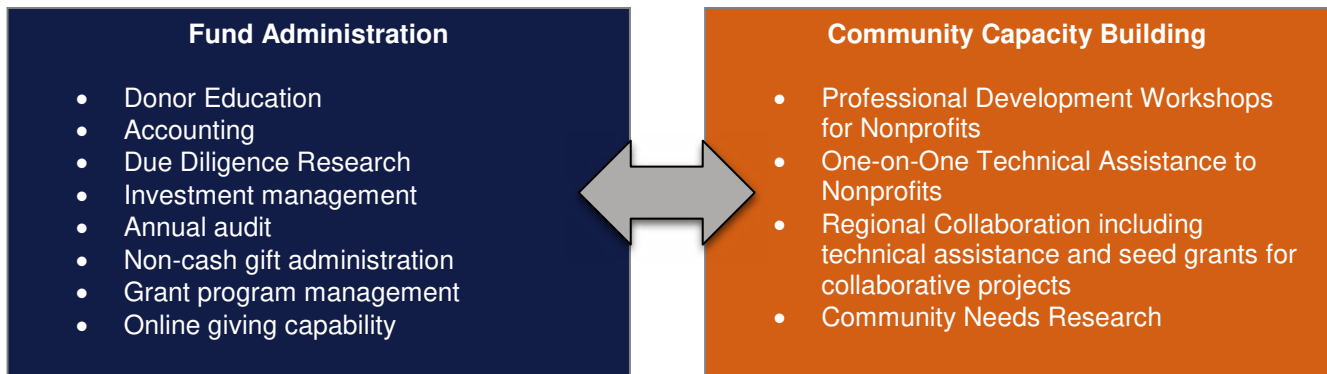 Fund Administration
• Donor Education
• Accounting
• Due Diligence Research
• Investment management
• Annual audit
• Non-cash gift administration
• Grant program management
• Online giving capability
Community Capacity Building
• Professional Development Workshops
for Nonprofits
• One-on-One Technical Assistance to
Nonprofits
• Regional Collaboration including
technical assistance and seed grants for
collaborative projects
• Community Needs Research